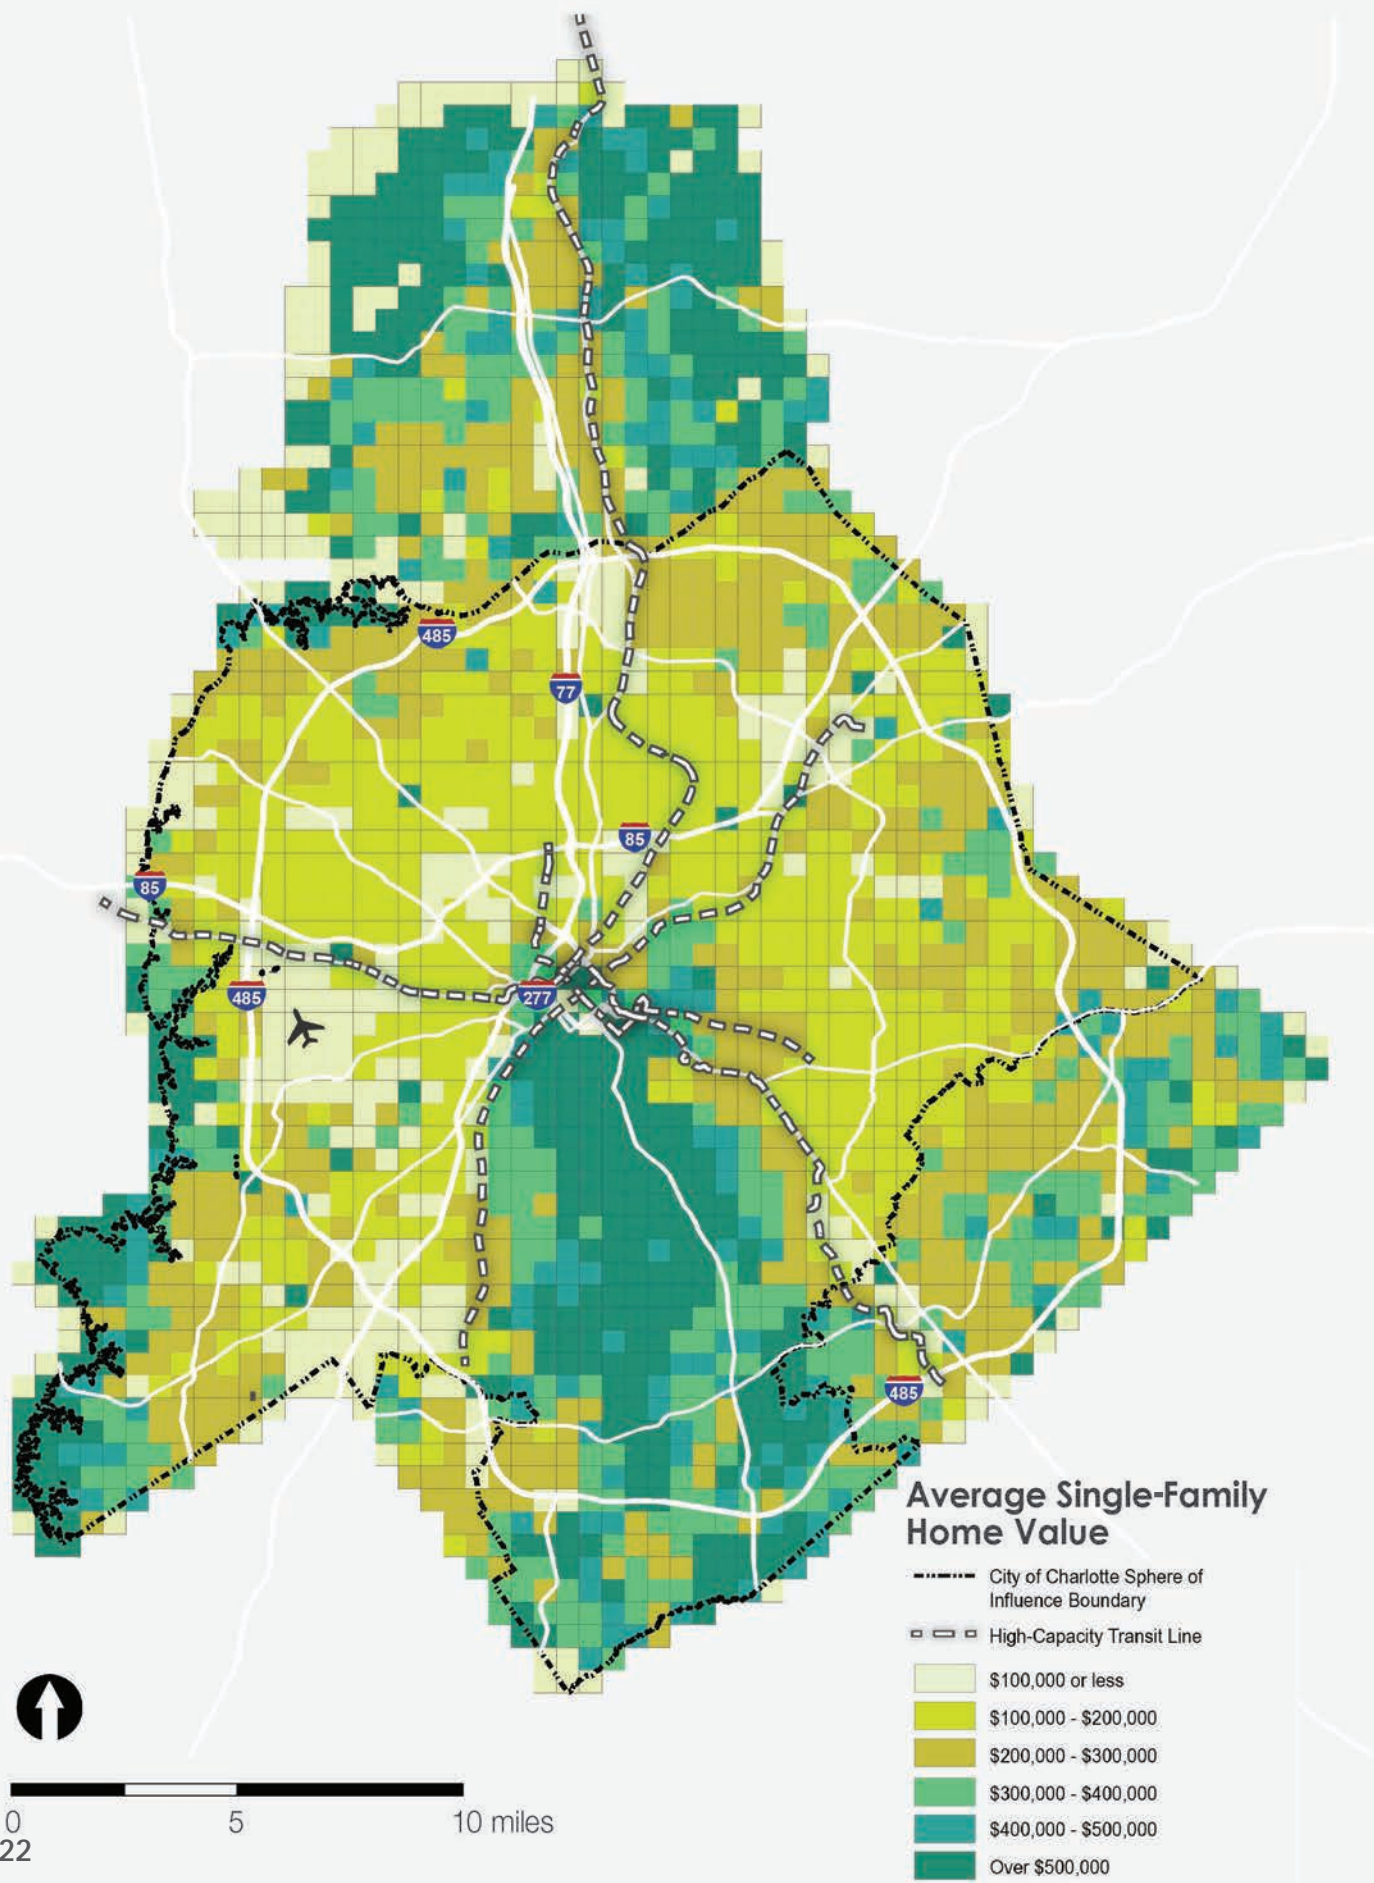 485
77
85
85
277
485
485
Average Single-Family
Home Value
City of Charlotte Sphere of
Influence Boundary
High-Capacity Transit Line
$100,000 or less
$100,000 - $200,000
$200,000 - $300,000
$300,000 - $400,000
$400,000 - $500,000
Over $500,000
0 5 10 miles
22